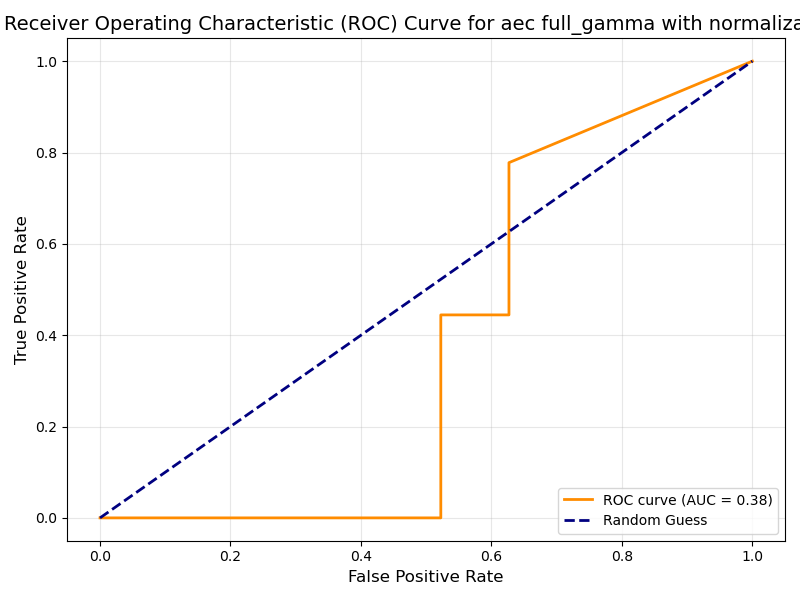 Receiver Operating Characteristic (ROC) Curve for aec full_gamma with
1.0
0.8
0.6
0.4
0.2
0.0
True Positive Rate
0.0 0.2 0.4 0.6 0.8 1.0
False Positive Rate
ROC curve (AUC = 0.38)
Random Guess